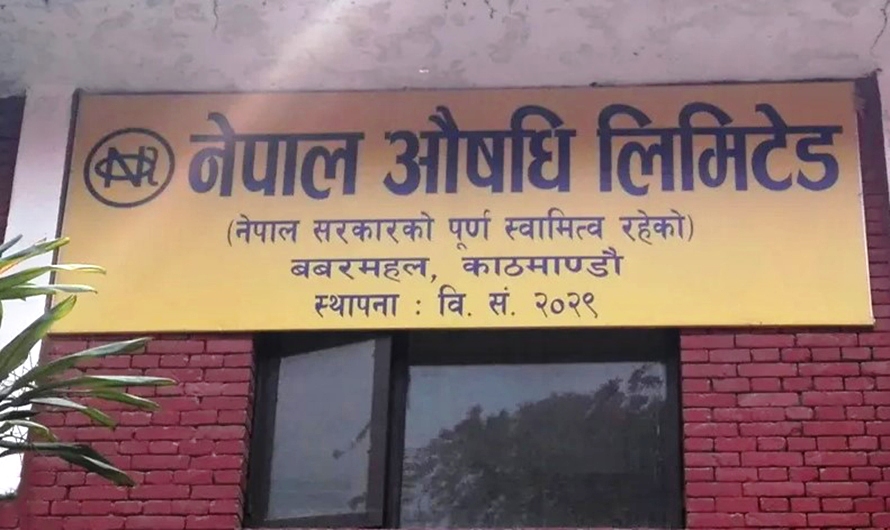 नेपाल औषधि लिमिटेड
(नेपाल सरकारको पूर्ण स्वामित्व रहेको)
बबरमहल, काठमाण्डौ
स्थापना : वि. सं. २०२९